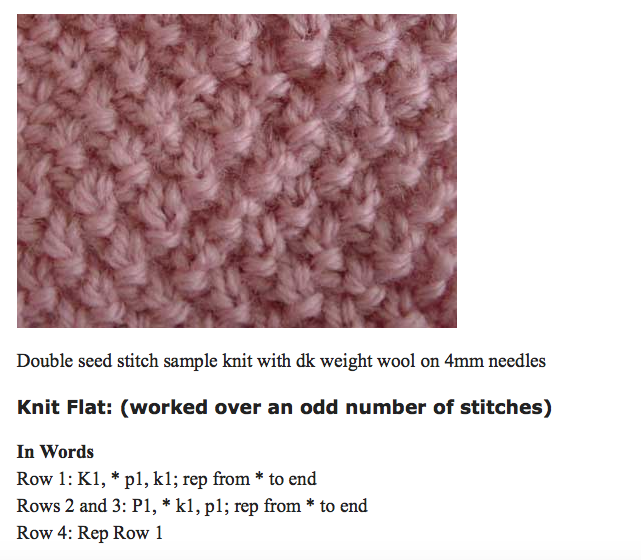 Double seed stitch sample knit with dk weight wool on 4mm needles
Knit Flat: (worked over an odd number of stitches)
In Words
Row 1: K1, * p1, k1; rep from * to end
Rows 2 and 3: P1, * k1, p1; rep from * to end
Row 4: Rep Row 1